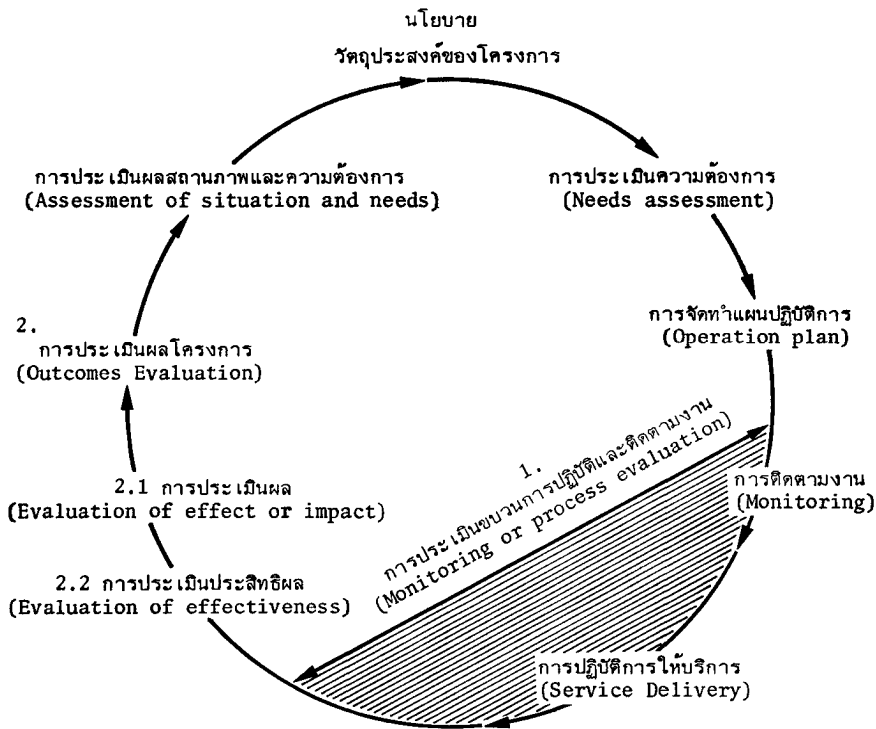 นโยบาย
วัตถุประสงค์ของโครงการ
การประเมินผลสถานภาพและความต้องการ
(Assessment of situation and needs)
การประเมินความต้องการ
(Needs assessment)
การจัดทำแผนปฏิบัติการ
(Operation plan)
2.
การประเมินผลโครงการ
(Outcomes Evaluation)
1.
การประเมินขบวนการปฏิบัติและติดตามงาน
(Monitoring or process evaluation)
การติดตามงาน
(Monitoring)
2.1 การประเมินผล
(Evaluation of effect or impact)
2.2 การประเมินประสิทธิผล
(Evaluation of effectiveness)
การปฏิบัติการให้บริการ
(Service Delivery)